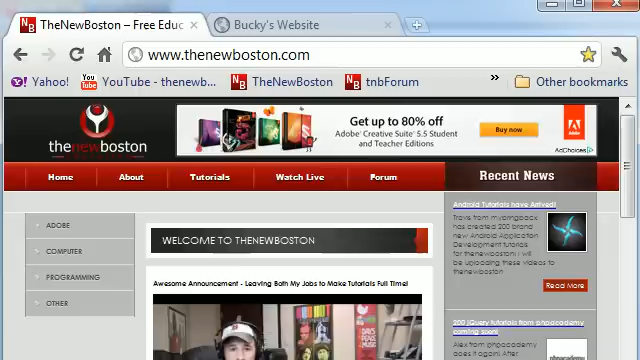 TheNewBoston – Free Educ
Bucky's Website
www.thenewboston.com
Yahoo!
YouTube - thenewb...
TheNewBoston
tnbForum
Other bookmarks
thenewboston
Get up to 80% off
Adobe® Creative Suite® 5.5 Student
and Teacher Editions
Buy now
AdChoices
Home
About
Tutorials
Watch Live
Forum
Recent News
ADOBE
COMPUTER
PROGRAMMING
OTHER
WELCOME TO THENEWBOSTON
Awesome Announcement - Leaving Both My Jobs to Make Tutorials Full Time!
Android Tutorials have Arrived!
Travis from mybringback
has created 200 brand
new Android Application
Development tutorials
for thenewboston! I will
be uploading these videos to
thenewboston
Read More
200 jQuery tutorials from phpacademy
coming soon!
Alex from phpacademy
does it again! After
phpacademy